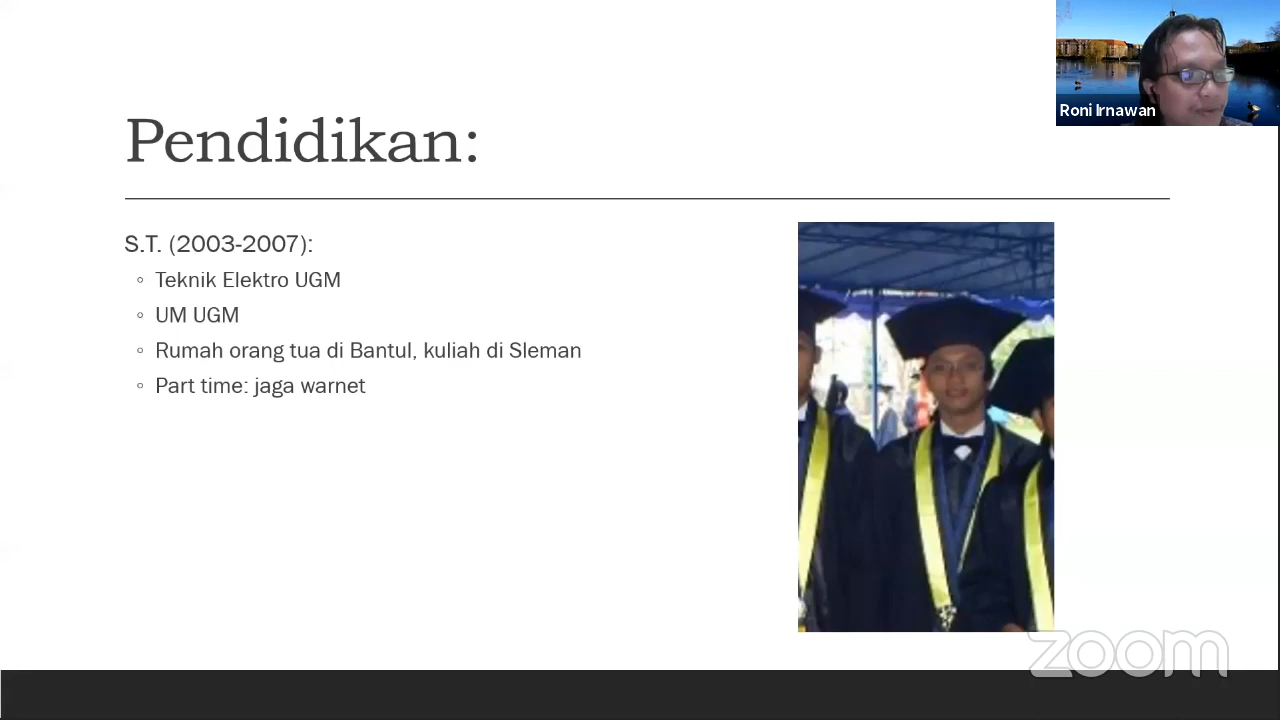 Roni Irnawan
Pendidikan:
S.T. (2003-2007):
◦ Teknik Elektro UGM
◦ UM UGM
◦ Rumah orang tua di Bantul, kuliah di Sleman
◦ Part time: jaga warnet
zoom